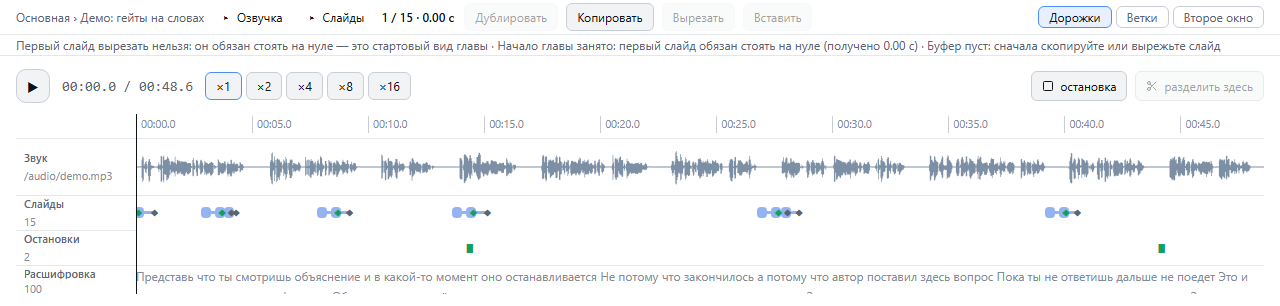 Основная › Демо: гейты на словах ▸ Озвучка ▸ Слайды 1 / 15 · 0.00 с Дублировать Копировать Вырезать Вставить Дорожки Ветки Второе окно
Первый слайд вырезать нельзя: он обязан стоять на нуле — это стартовый вид главы · Начало главы занято: первый слайд обязан стоять на нуле (получено 0.00 с) · Буфер пуст: сначала скопируйте или вырежьте слайд
▶ 00:00.0 / 00:48.6 ×1 ×2 ×4 ×8 ×16 остановка разделить здесь
00:00.0 00:05.0 00:10.0 00:15.0 00:20.0 00:25.0 00:30.0 00:35.0 00:40.0 00:45.0
Звук
/audio/demo.mp3
Слайды
15
Остановки
2
Расшифровка Представь что ты смотришь объяснение и в какой-то момент оно останавливается Не потому что закончилось а потому что автор поставил здесь вопрос Пока ты не ответишь дальше не поедет Это и
100